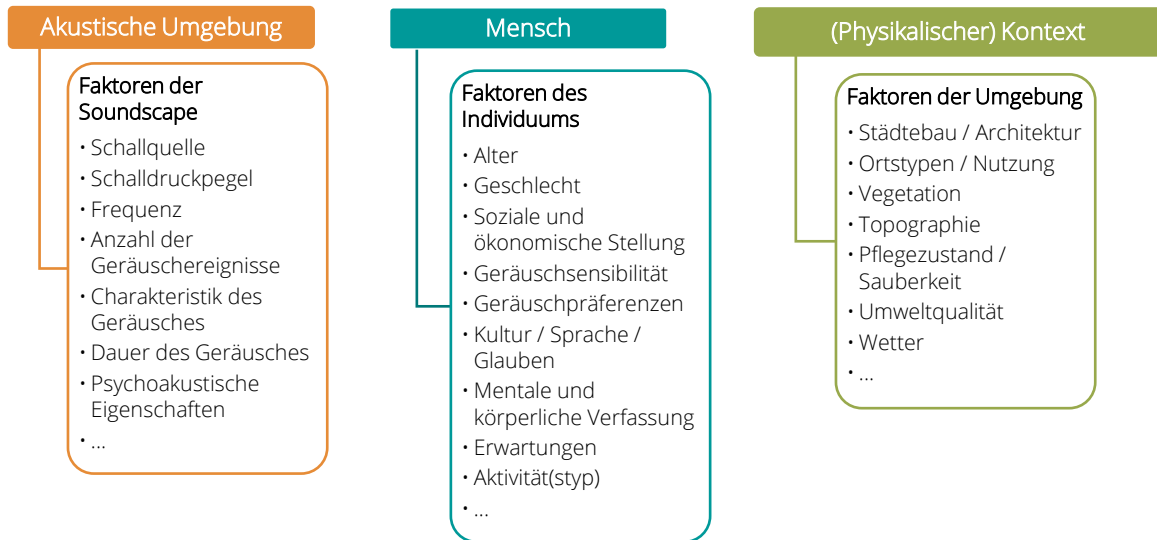 Akustische Umgebung
Faktoren der
Soundscape
• Schallquelle
• Schalldruckpegel
• Frequenz
• Anzahl der
Geräuschereignisse
• Charakteristik des
Geräusches
• Dauer des Geräusches
• Psychoakustische
Eigenschaften
• ...
Mensch
Faktoren des
Individuums
• Alter
• Geschlecht
• Soziale und
ökonomische Stellung
• Geräuschsensibilität
• Geräuschpräferenzen
• Kultur / Sprache /
Glauben
• Mentale und
körperliche Verfassung
• Erwartungen
• Aktivität(styp)
• ...
(Physikalischer) Kontext
Faktoren der Umgebung
• Städtebau / Architektur
• Ortstypen / Nutzung
• Vegetation
• Topographie
• Pflegezustand /
Sauberkeit
• Umweltqualität
• Wetter
• ...